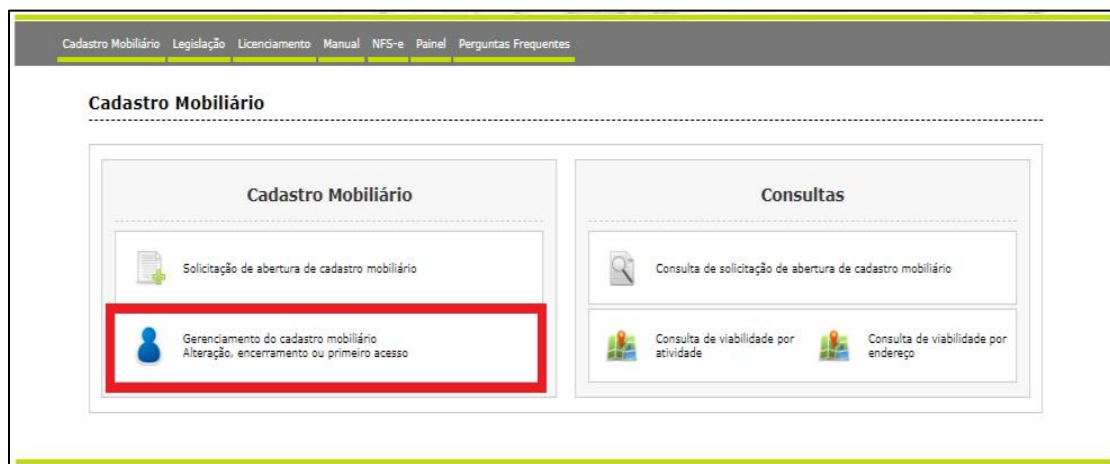 Cadastro Mobiliário Legislação Licenciamento Manual NFS-e Painel Perguntas Frequentes
Cadastro Mobiliário
Cadastro Mobiliário
Solicitação de abertura de cadastro mobiliário
Gerenciamento do cadastro mobiliário
Alteração, encerramento ou primeiro acesso
Consultas
Consulta de solicitação de abertura de cadastro mobiliário
Consulta de viabilidade por
atividade
Consulta de viabilidade por
endereço